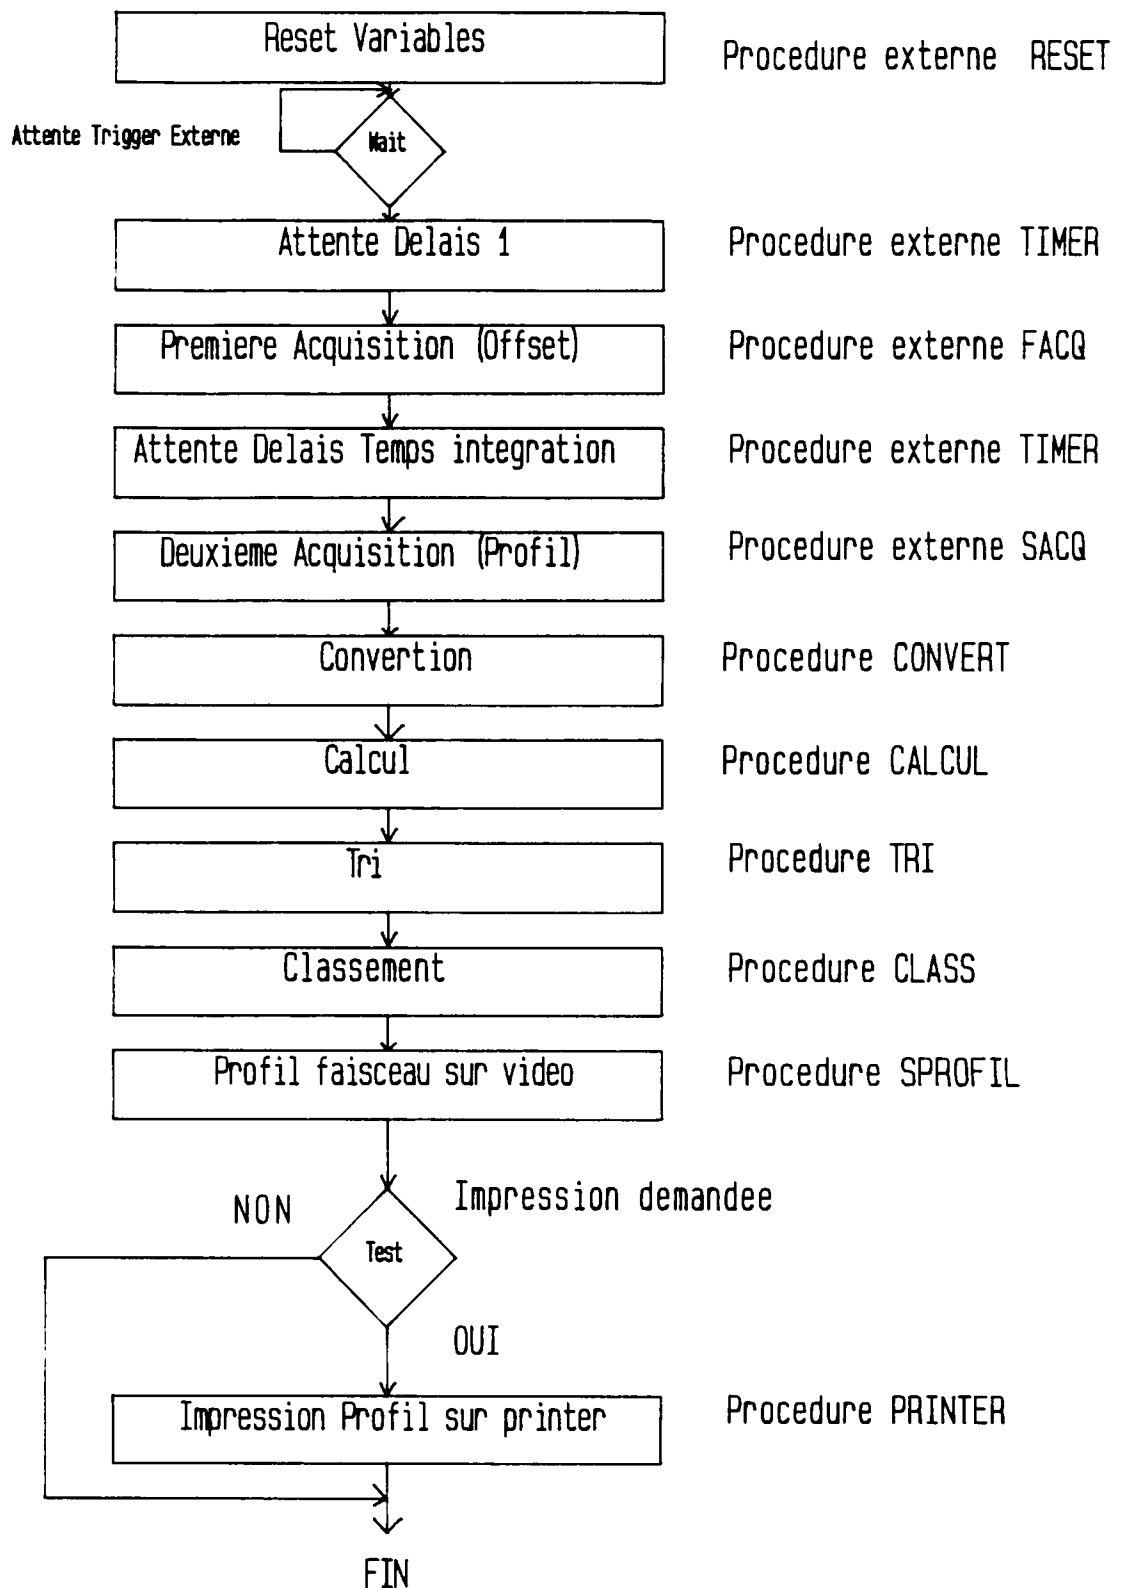 Reset Variables
Procedure externe RESET
Attente Trigger Externe
Wait
Attente Delais 1
Procedure externe TIMER
Premiere Acquisition (Offset)
Procedure externe FACQ
Attente Delais Temps integration
Procedure externe TIMER
Deuxieme Acquisition (Profil)
Procedure externe SACQ
Convertion
Procedure CONVERT
Calcul
Procedure CALCUL
Tri
Procedure TRI
Classement
Procedure CLASS
Profil faisceau sur video
Procedure SPROFIL
Impression demandee
NON
Test
OUI
Impression Profil sur printer
Procedure PRINTER
FIN